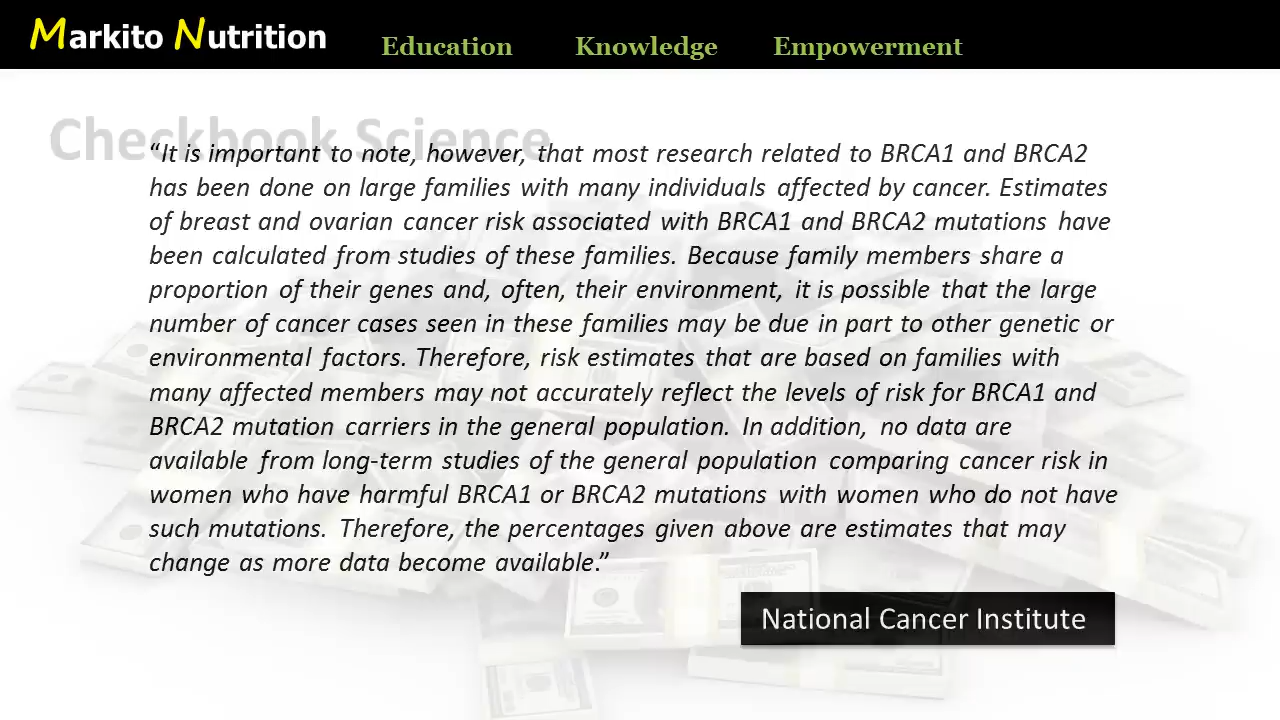 Markito Nutrition Education Knowledge Empowerment
Checkbook Science
“It is important to note, however, that most research related to BRCA1 and BRCA2
has been done on large families with many individuals affected by cancer. Estimates
of breast and ovarian cancer risk associated with BRCA1 and BRCA2 mutations have
been calculated from studies of these families. Because family members share a
proportion of their genes and, often, their environment, it is possible that the large
number of cancer cases seen in these families may be due in part to other genetic or
environmental factors. Therefore, risk estimates that are based on families with
many affected members may not accurately reflect the levels of risk for BRCA1 and
BRCA2 mutation carriers in the general population. In addition, no data are
available from long-term studies of the general population comparing cancer risk in
women who have harmful BRCA1 or BRCA2 mutations with women who do not have
such mutations. Therefore, the percentages given above are estimates that may
change as more data become available.”
National Cancer Institute